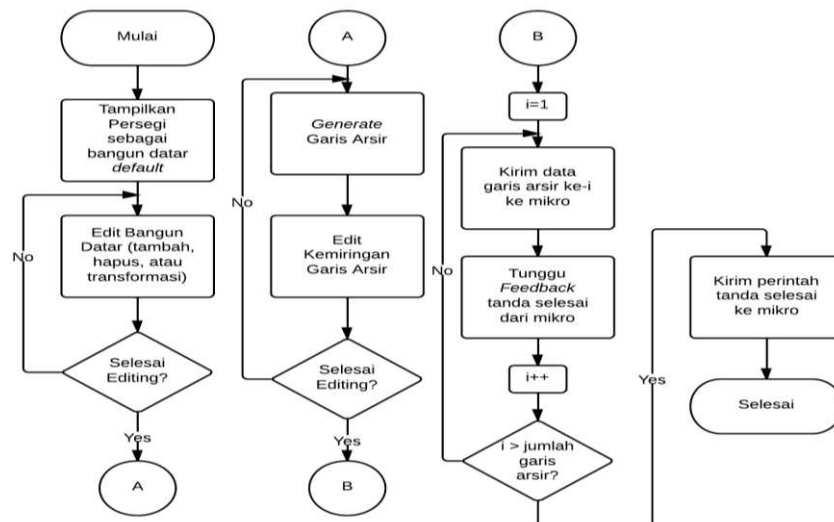 Mulai
Tampilkan
Persegi
sebagai
bangun datar
default
Edit Bangun
Datar (tambah,
hapus, atau
transformasi)
No
Selesai
Editing?
Yes
A
A
Generate
Garis Arsir
No
Edit
Kemiringan
Garis Arsir
Selesai
Editing?
Yes
B
B
i=1
Kirim data
garis arsir ke-i
ke mikro
No
Tunggu
Feedback
tanda selesai
dari mikro
i++
i > jumlah
garis
arsir?
Yes
Kirim perintah
tanda selesai
ke mikro
Selesai